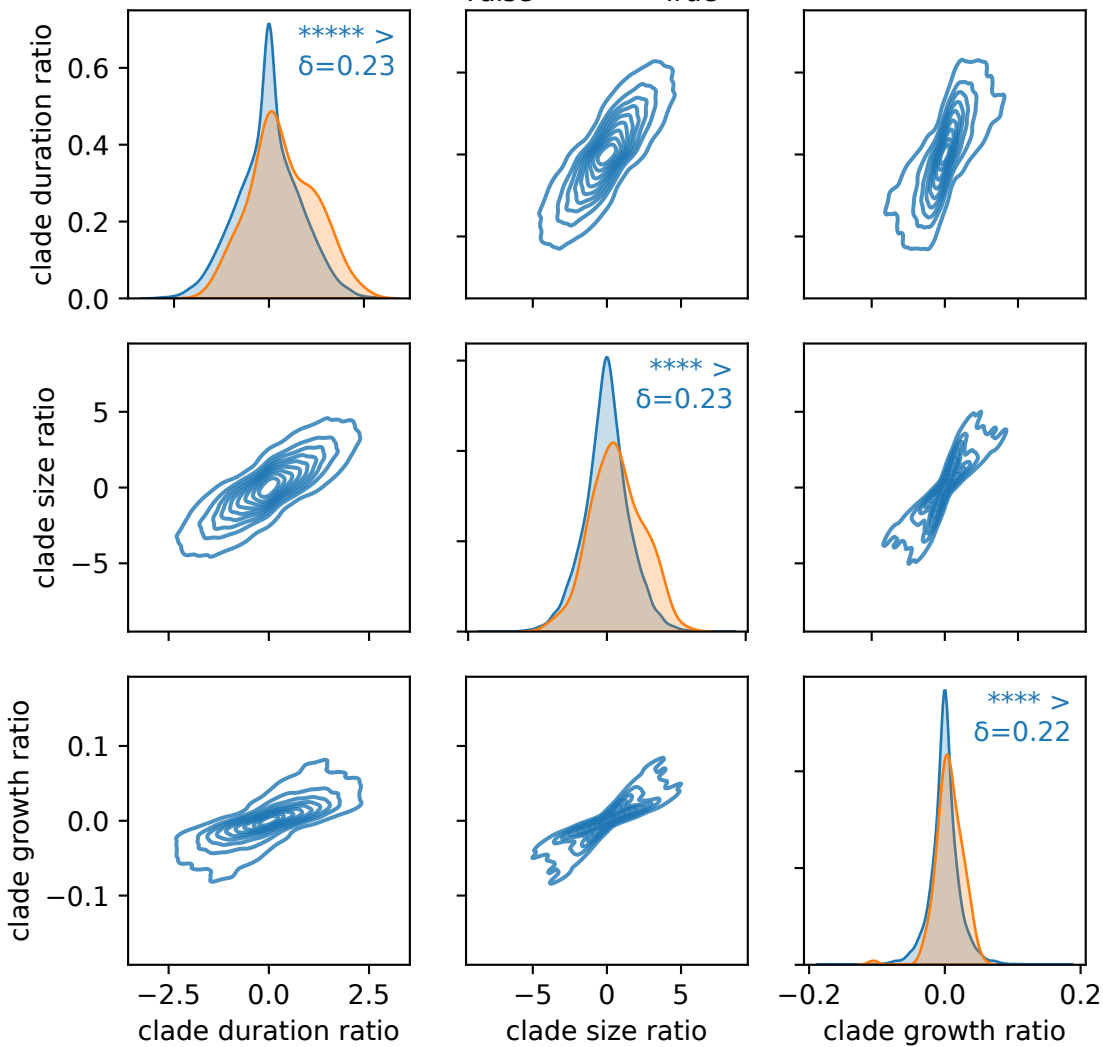 ***** >
δ=0.23
clade duration ratio
0.6
0.4
0.2
0.0
**** >
δ=0.23
clade size ratio
5
0
−5
**** >
δ=0.22
clade growth ratio
0.1
0.0
−0.1
−2.5 0.0 2.5
−5 0 5
−0.2 0.0 0.2
clade duration ratio
clade size ratio
clade growth ratio